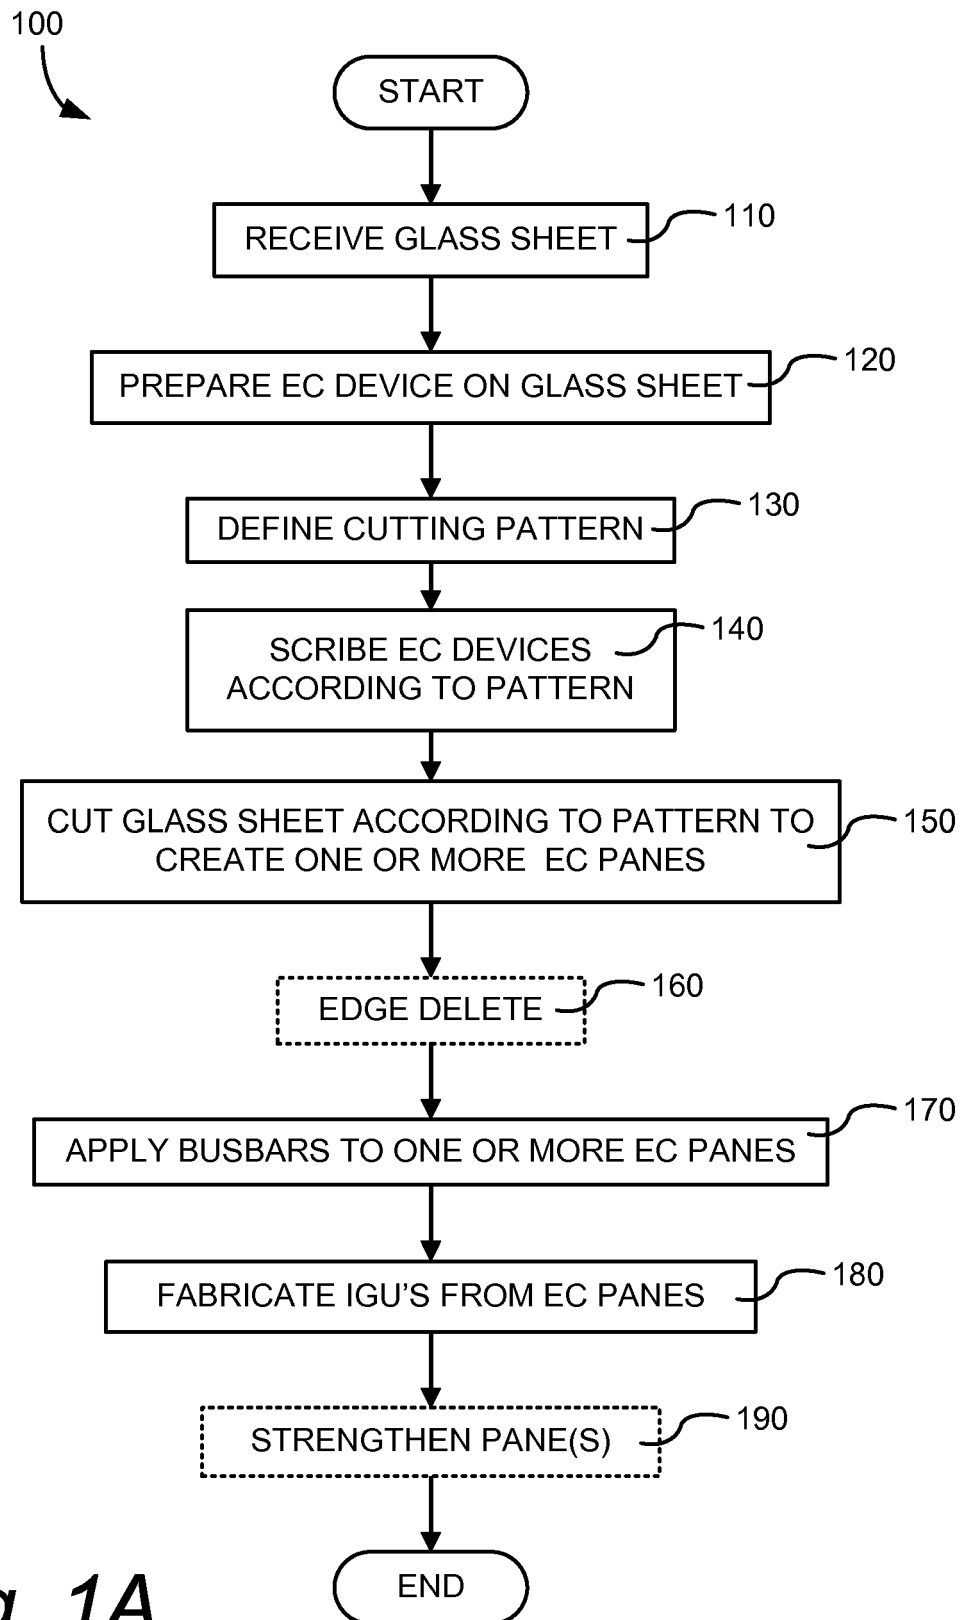 100
START
RECEIVE GLASS SHEET
110
PREPARE EC DEVICE ON GLASS SHEET
120
DEFINE CUTTING PATTERN
130
SCRIBE EC DEVICES
ACCORDING TO PATTERN
140
CUT GLASS SHEET ACCORDING TO PATTERN TO
CREATE ONE OR MORE EC PANES
150
EDGE DELETE
160
APPLY BUSBARS TO ONE OR MORE EC PANES
170
FABRICATE IGU'S FROM EC PANES
180
STRENGTHEN PANE(S)
190
END
1A